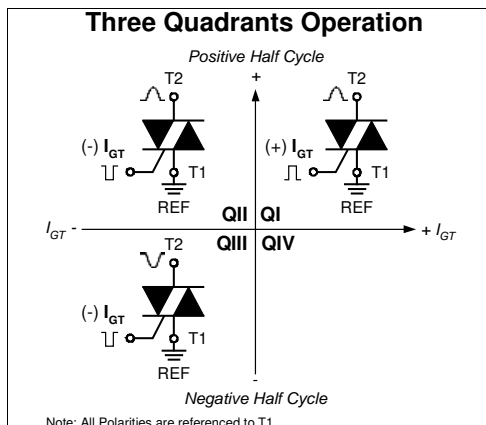 Three Quadrants Operation
Positive Half Cycle
+
T2
T2
(-) IGT
(+) IGT
T1
T1
REF
REF
QII QI
IGT -
+ IGT
QIII QIV
T2
(-) IGT
T1
REF
-
Negative Half Cycle
Note: All Polarities are referenced to T1